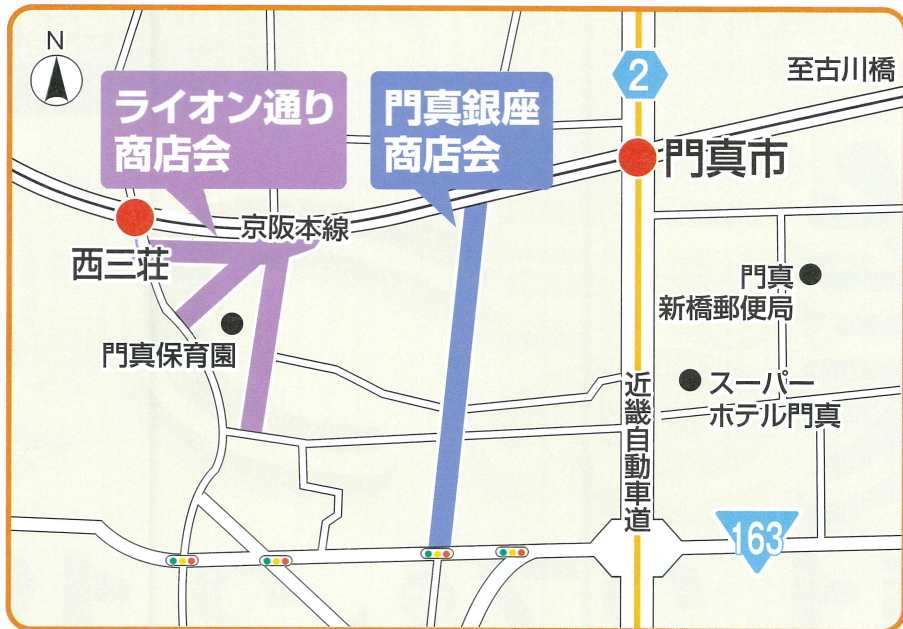 N
ライオン通り
商店会
門真銀座
商店会
2
至古川橋
門真市
京阪本線
西三荘
門真
新橋郵便局
門真保育園
近畿自動車道
スーパー
ホテル門真
163